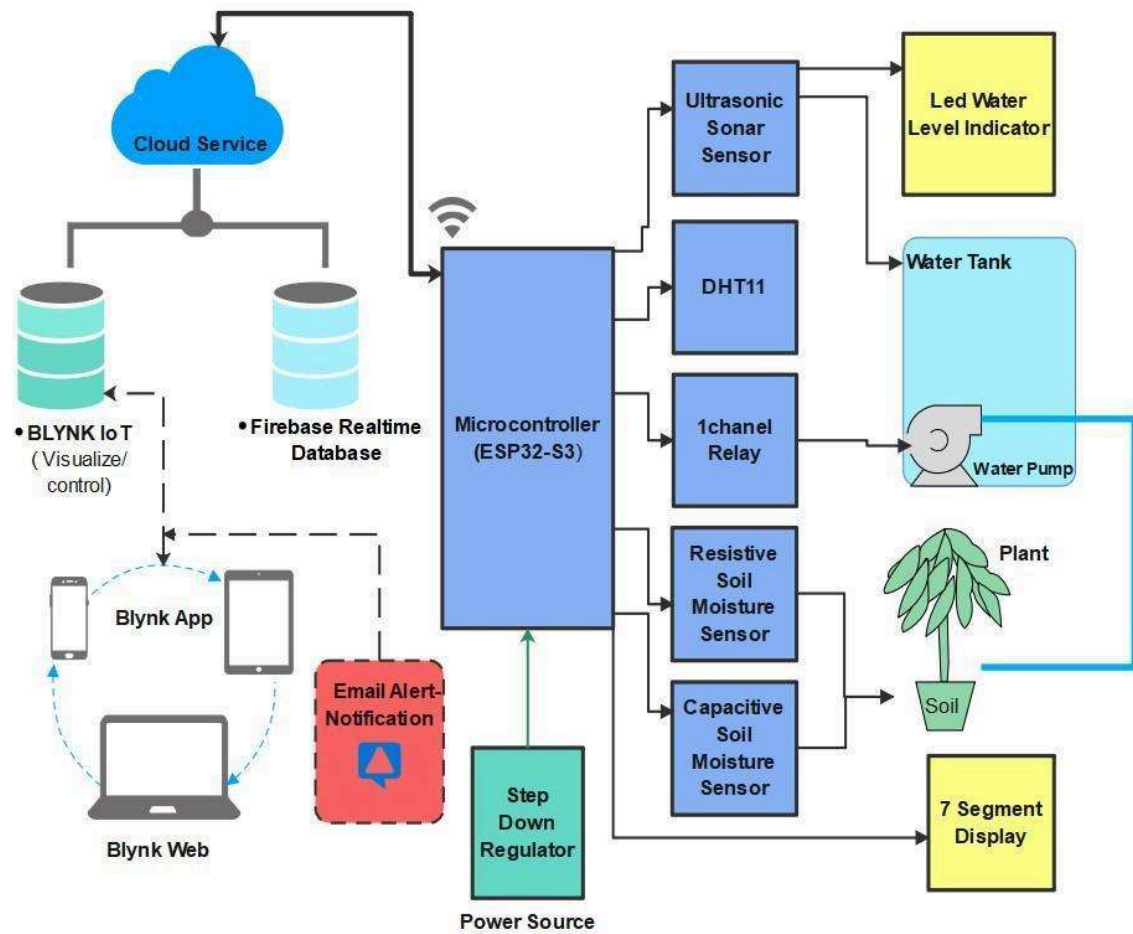 Cloud Service
• BLYNK IoT
( Visualize/
control)
• Firebase Realtime
Database
Blynk App
Blynk Web
Email Alert-
Notification
Microcontroller
(ESP32-S3)
Step
Down
Regulator
Power Source
Ultrasonic
Sonar
Sensor
DHT11
1chanel
Relay
Resistive
Soil
Moisture
Sensor
Capacitive
Soil
Moisture
Sensor
Led Water
Level Indicator
Water Tank
Water Pump
Plant
Soil
7 Segment
Display